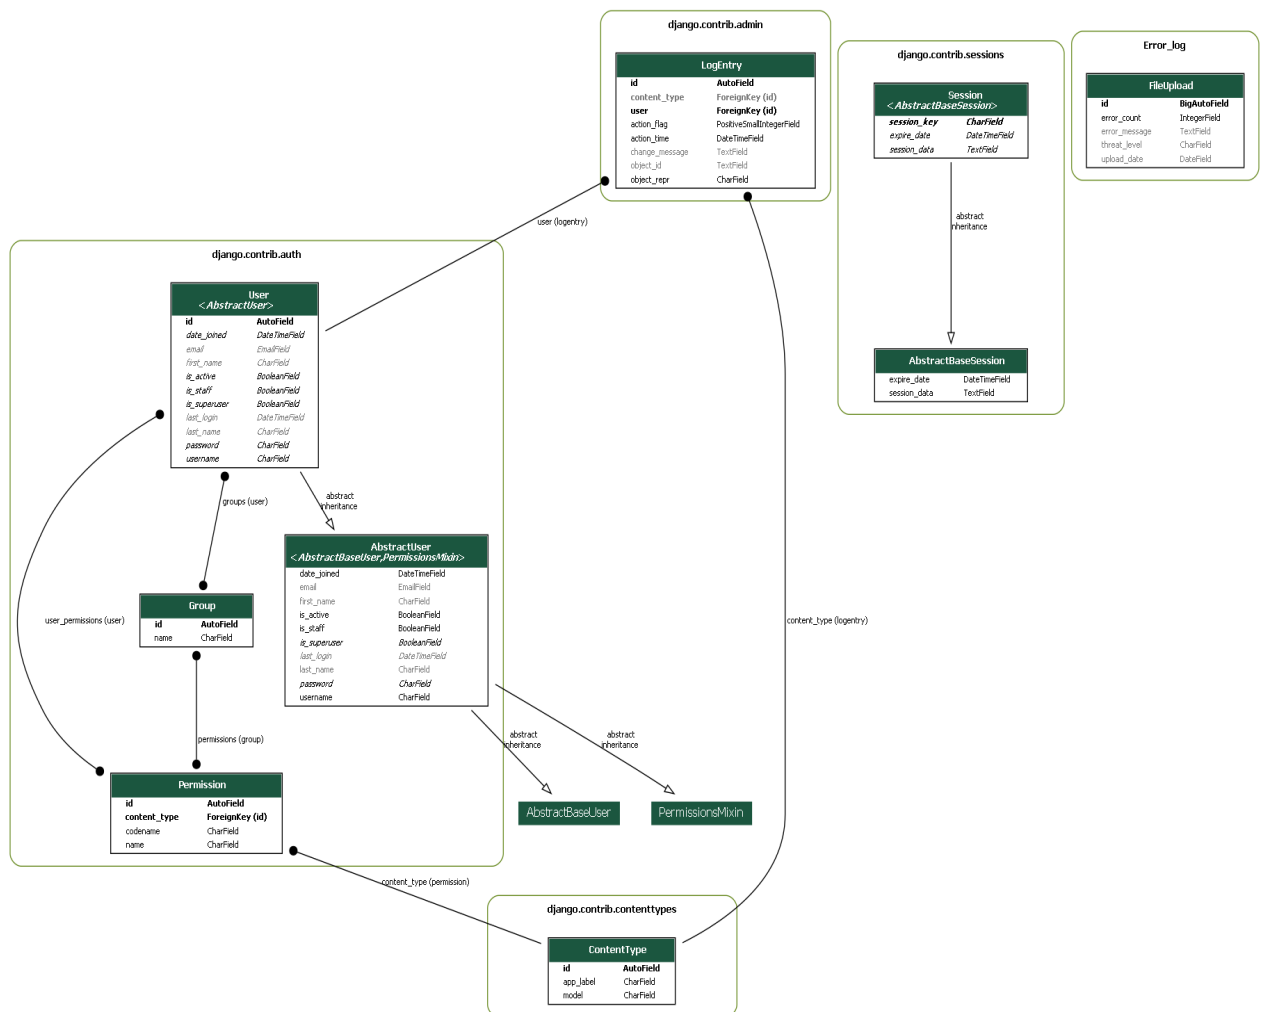 django.contrib.admin
LogEntry
id AutoField
content_type ForeignKey (id)
user ForeignKey (id)
action_flag PositiveSmallIntegerField
action_time DateTimeField
change_message TextField
object_id TextField
object_repr CharField
django.contrib.sessions
Session
<AbstractBaseSession>
session_key CharField
expire_date DateTimeField
session_data TextField
abstract
inheritance
AbstractBaseSession
expire_date DateTimeField
session_data TextField
Error_log
FileUpload
id BigAutoField
error_count IntegerField
error_message TextField
threat_level CharField
upload_date DateField
user (logentry)
django.contrib.auth
User
<AbstractUser>
id AutoField
date_joined DateTimeField
email EmailField
first_name CharField
is_active BooleanField
is_staff BooleanField
is_superuser BooleanField
last_login DateTimeField
last_name CharField
password CharField
username CharField
groups (user)
abstract
inheritance
AbstractUser
<AbstractBaseUser,PermissionsMixin>
date_joined DateTimeField
email EmailField
first_name CharField
is_active BooleanField
is_staff BooleanField
is_superuser BooleanField
last_login DateTimeField
last_name CharField
password CharField
username CharField
Group
id AutoField
name CharField
user_permissions (user)
content_type (logentry)
permissions (group)
abstract
inheritance
abstract
inheritance
Permission
id AutoField
content_type ForeignKey (id)
codename CharField
name CharField
AbstractBaseUser
PermissionsMixin
content_type (permission)
django.contrib.contenttypes
ContentType
id AutoField
app_label CharField
model CharField